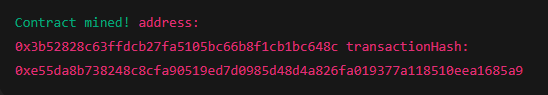 Contract mined! address:
0x3b52828c63ffdcb27fa5105bc66b8f1cb1bc648c transactionHash:
0xe55da8b738248c8cfa90519ed7d0985d48d4a826fa019377a118510eea1685a9